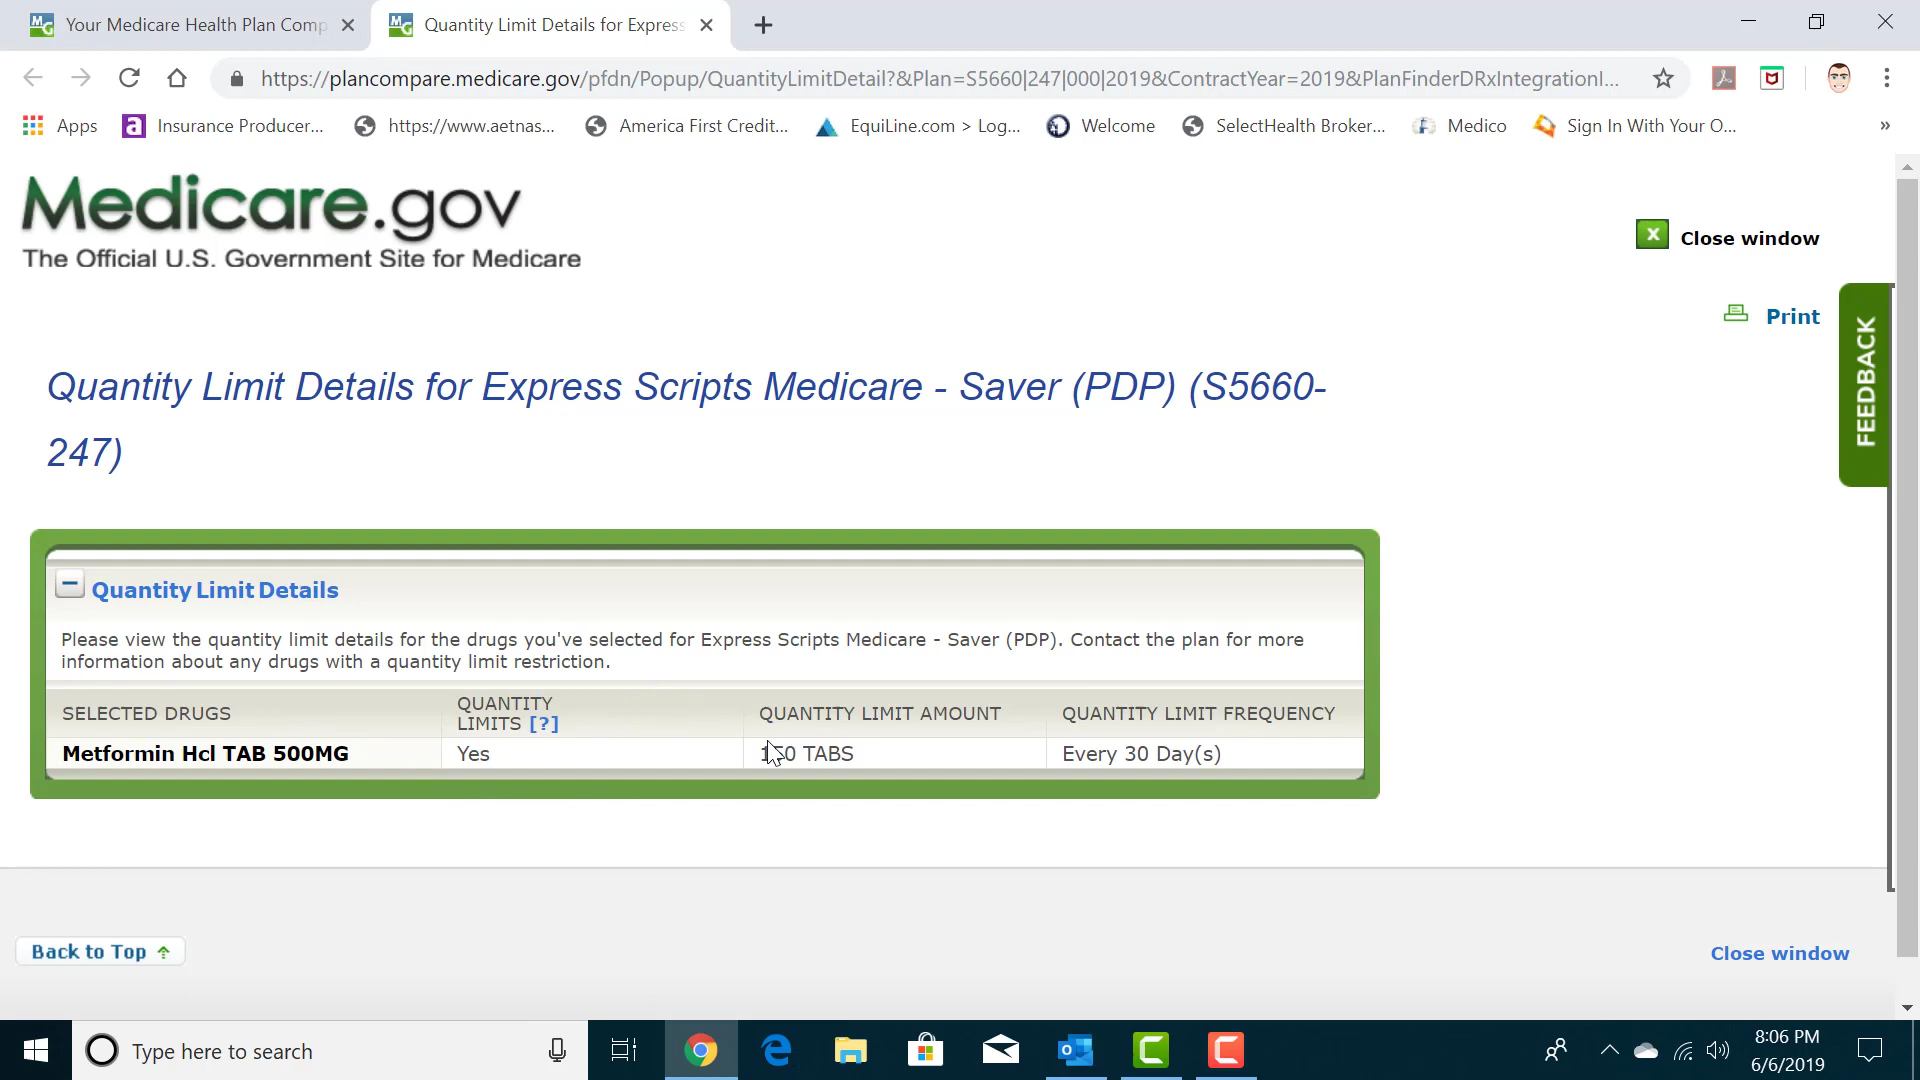 Your Medicare Health Plan Comp
Quantity Limit Details for Express
https://plancompare.medicare.gov/pfdn/Popup/QuantityLimitDetail?&Plan=S5660|247|000|2019&ContractYear=2019&PlanFinderDRxIntegrationI...
Apps
Insurance Producer...
https://www.aetnas...
America First Credit...
EquiLine.com > Log...
Welcome
SelectHealth Broker...
Medico
Sign In With Your O...
»
Medicare.gov
The Official U.S. Government Site for Medicare
x Close window
Print
FEEDBACK
Quantity Limit Details for Express Scripts Medicare - Saver (PDP) (S5660-
247)
Quantity Limit Details
Please view the quantity limit details for the drugs you've selected for Express Scripts Medicare - Saver (PDP). Contact the plan for more
information about any drugs with a quantity limit restriction.
SELECTED DRUGS
QUANTITY
LIMITS [?]
QUANTITY LIMIT AMOUNT
QUANTITY LIMIT FREQUENCY
Metformin Hcl TAB 500MG
Yes
TABS
Every 30 Day(s)
Back to Top
Close window
Type here to search
8:06 PM
6/6/2019